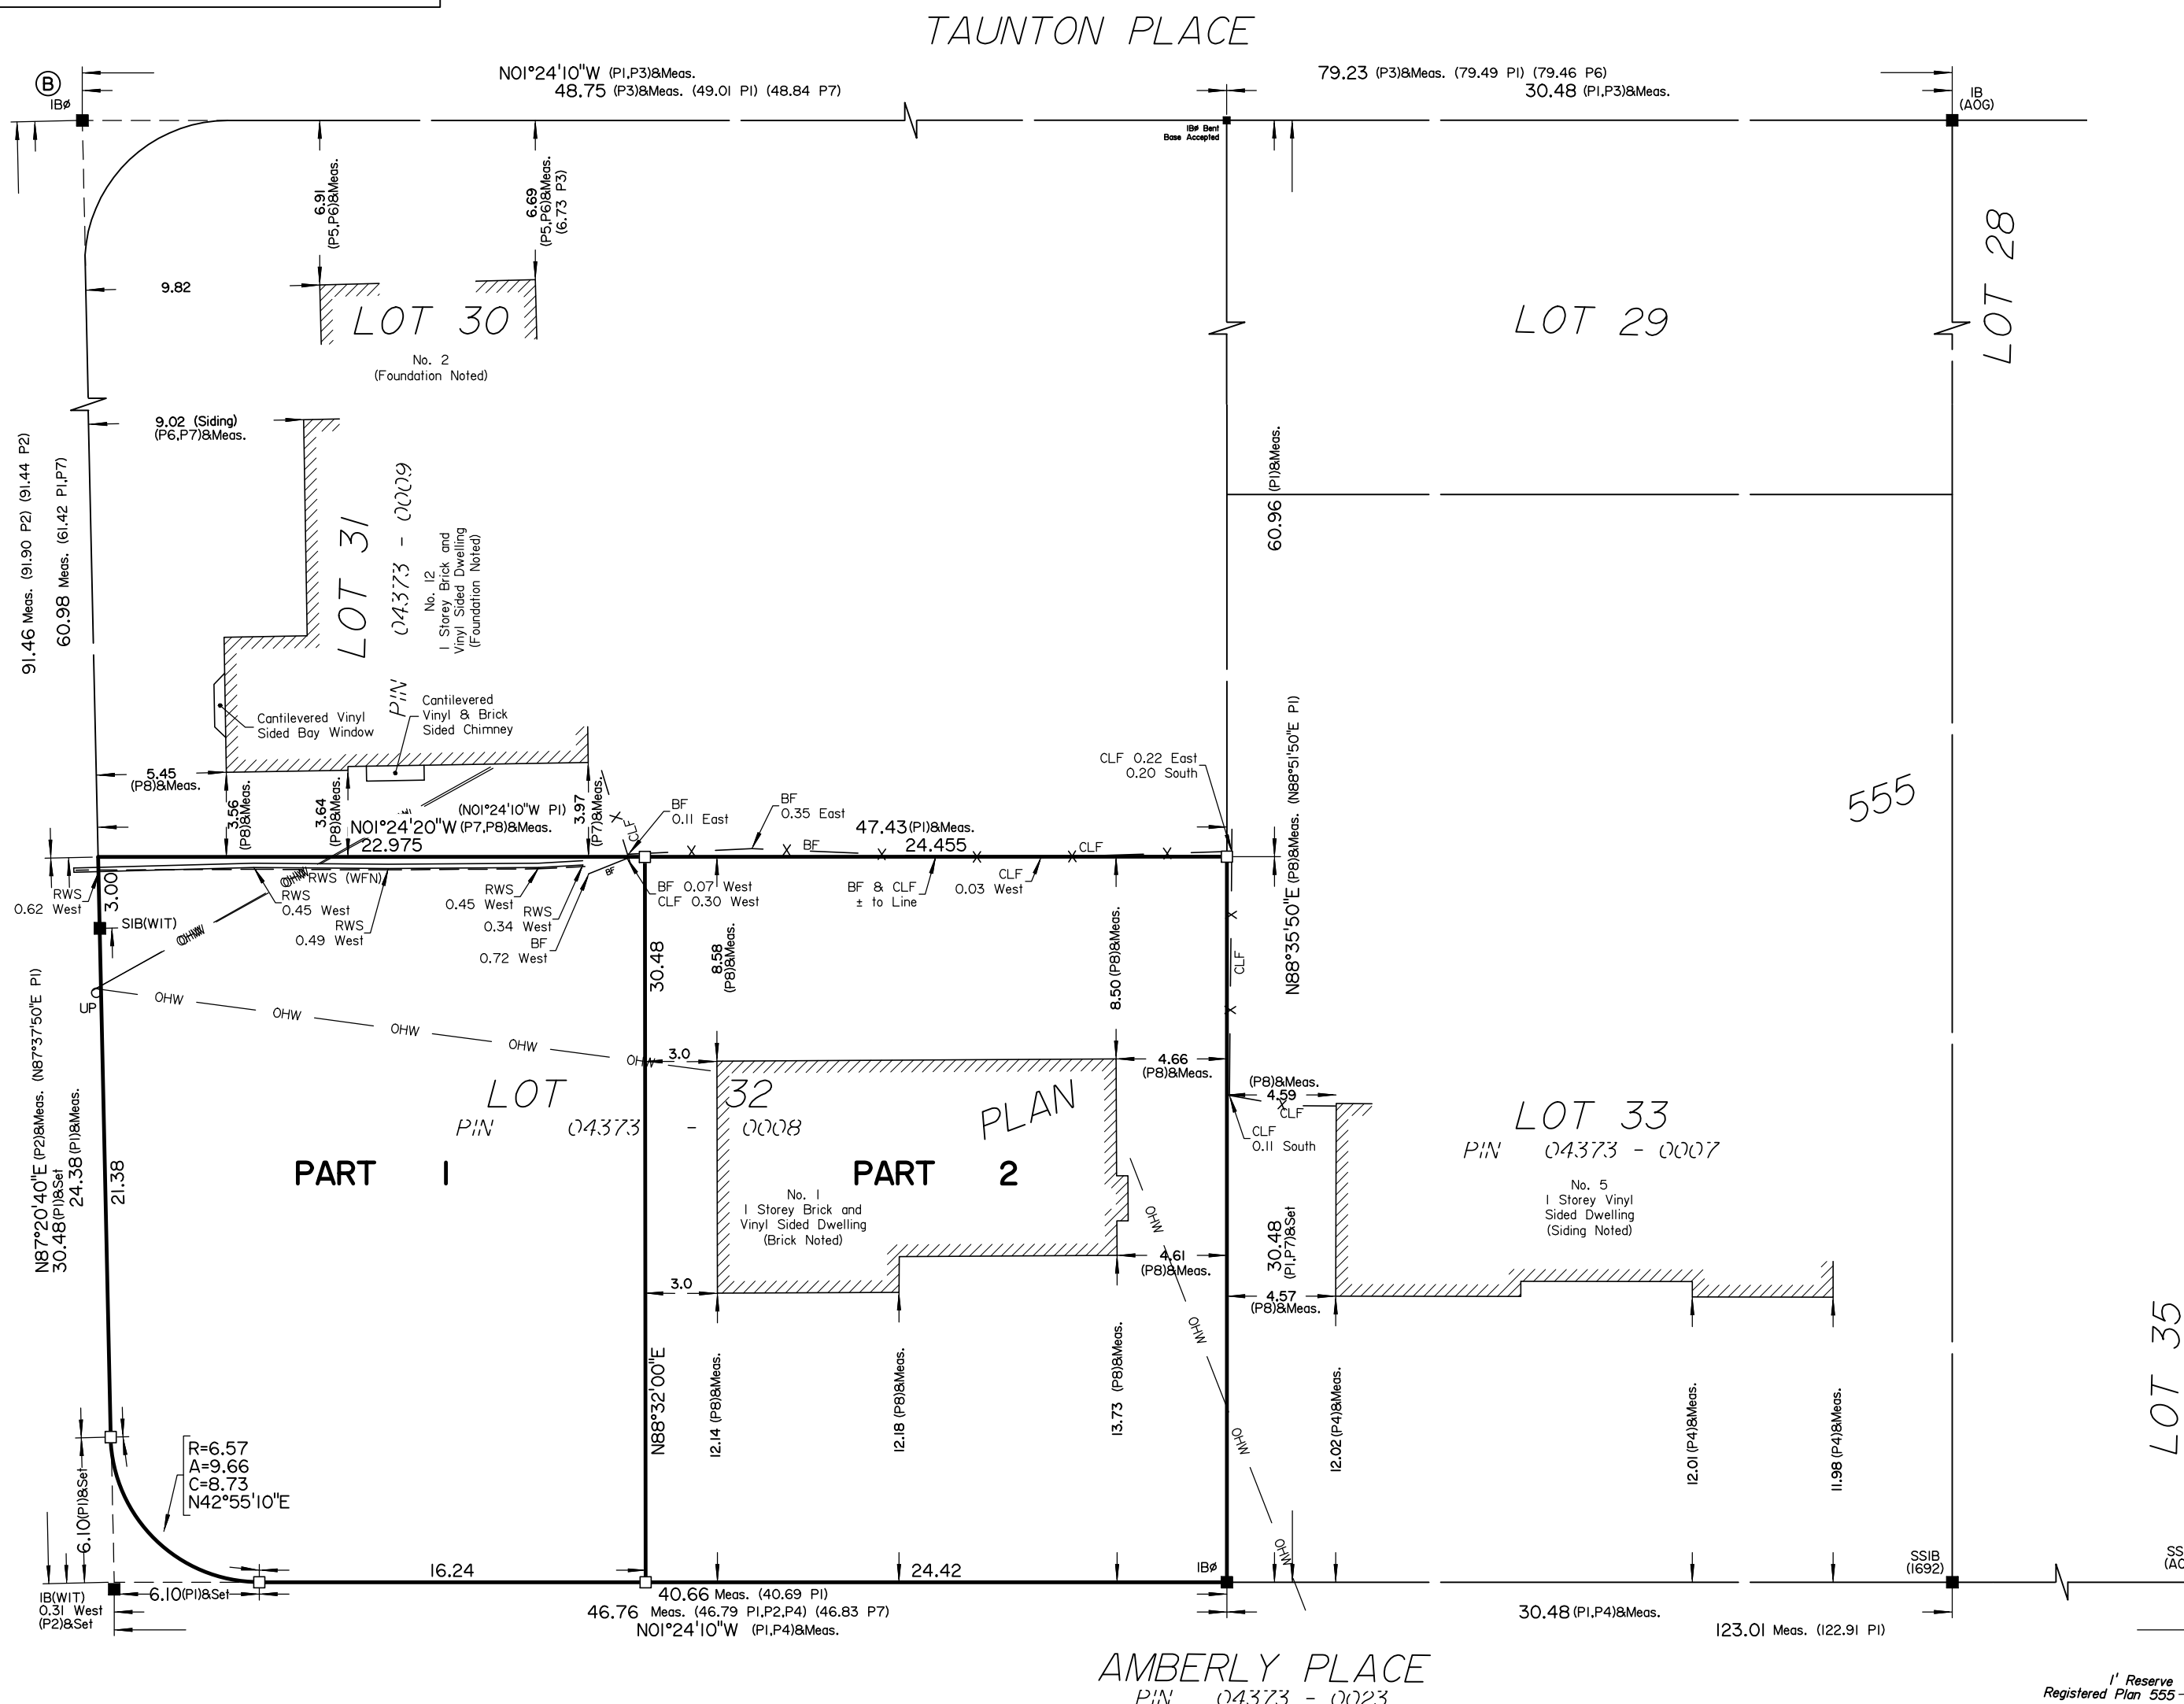 TAUNTON PLACE
N01°24'10"W (P1,P3)&Meas.
48.75 (P3)&Meas. (49.01 P1) (48.84 P7)
79.23 (P3)&Meas. (79.49 P1) (79.46 P6)
30.48 (P1,P3)&Meas.
B
IBø
IB
(AOG)
IBø Bent
Base Accepted
6.91
(P5,P6)&Meas.
6.69
(P5,P6)&Meas.
(6.73 P3)
9.82
LOT 30
No. 2
(Foundation Noted)
LOT 29
LOT 28
9.02 (Siding)
(P6,P7)&Meas.
91.46 Meas. (91.90 P2) (91.44 P2)
60.98 Meas. (61.42 P1,P7)
LOT 31
PIN 04373 - 0009
No. 12
1 Storey Brick and
Vinyl Sided Dwelling
(Foundation Noted)
60.96 (P1)&Meas.
Cantilevered Vinyl
Sided Bay Window
Cantilevered
Vinyl & Brick
Sided Chimney
5.45
(P8)&Meas.
3.56
(P8)&Meas.
3.64
(P8)&Meas.
3.97
(P7)&Meas.
(N01°24'10"W P1)
N01°24'20"W (P7,P8)&Meas.
22.975
CLF
BF
0.11 East
BF
0.35 East
BF
47.43 (P1)&Meas.
24.455
CLF
CLF 0.22 East
0.20 South
N88°35'50"E (P8)&Meas. (N88°51'50"E P1)
555
RWS
0.62 West
3.00
SIB(WIT)
OHW
RWS (WFN)
RWS
0.45 West
RWS
0.49 West
RWS
0.45 West
RWS
0.34 West
BF
0.72 West
BF
BF 0.07 West
CLF 0.30 West
BF & CLF
± to Line
CLF
0.03 West
OHW
UP
OHW
OHW
OHW
OHW
OHW
30.48
8.58
(P8)&Meas.
8.50 (P8)&Meas.
CLF
3.0
4.66
(P8)&Meas.
(P8)&Meas.
4.59
CLF
CLF
0.11 South
LOT 32
PIN 04373 - 0008
PLAN
PART 1
PART 2
No. 1
1 Storey Brick and
Vinyl Sided Dwelling
(Brick Noted)
LOT 33
PIN 04373 - 0007
No. 5
1 Storey Vinyl
Sided Dwelling
(Siding Noted)
N87°20'40"E (P2)&Meas. (N87°37'50"E P1)
30.48 (P1)&Set
24.38 (P1)&Meas.
21.38
OHW
30.48
(P1,P7)&Set
4.61
(P8)&Meas.
3.0
4.57
(P8)&Meas.
OHW
N88°32'00"E
12.14 (P8)&Meas.
12.18 (P8)&Meas.
13.73 (P8)&Meas.
12.02 (P4)&Meas.
12.01 (P4)&Meas.
11.98 (P4)&Meas.
LOT 35
R=6.57
A=9.66
C=8.73
N42°55'10"E
6.10(P1)&Set
OHW
OHW
IB(WIT)
0.31 West
(P2)&Set
6.10(P1)&Set
16.24
24.42
IBø
SSIB
(1692)
SS
(AO
40.66 Meas. (40.69 P1)
46.76 Meas. (46.79 P1,P2,P4) (46.83 P7)
N01°24'10"W (P1,P4)&Meas.
30.48 (P1,P4)&Meas.
123.01 Meas. (122.91 P1)
AMBERLY PLACE
PIN 04373 - 0023
1' Reserve
Registered Plan 555-